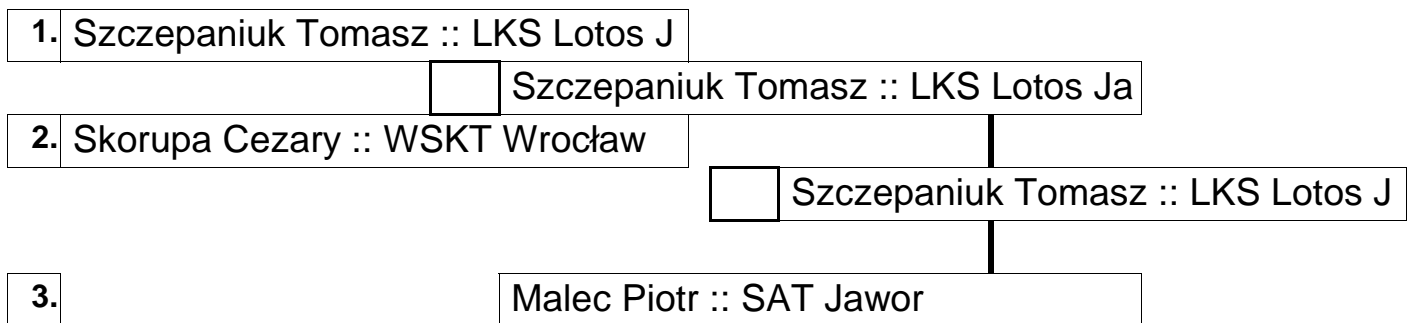 1. Szczepaniuk Tomasz :: LKS Lotos J
Szczepaniuk Tomasz :: LKS Lotos Ja
2. Skorupa Cezary :: WSKT Wrocław
Szczepaniuk Tomasz :: LKS Lotos J
3. Malec Piotr :: SAT Jawor